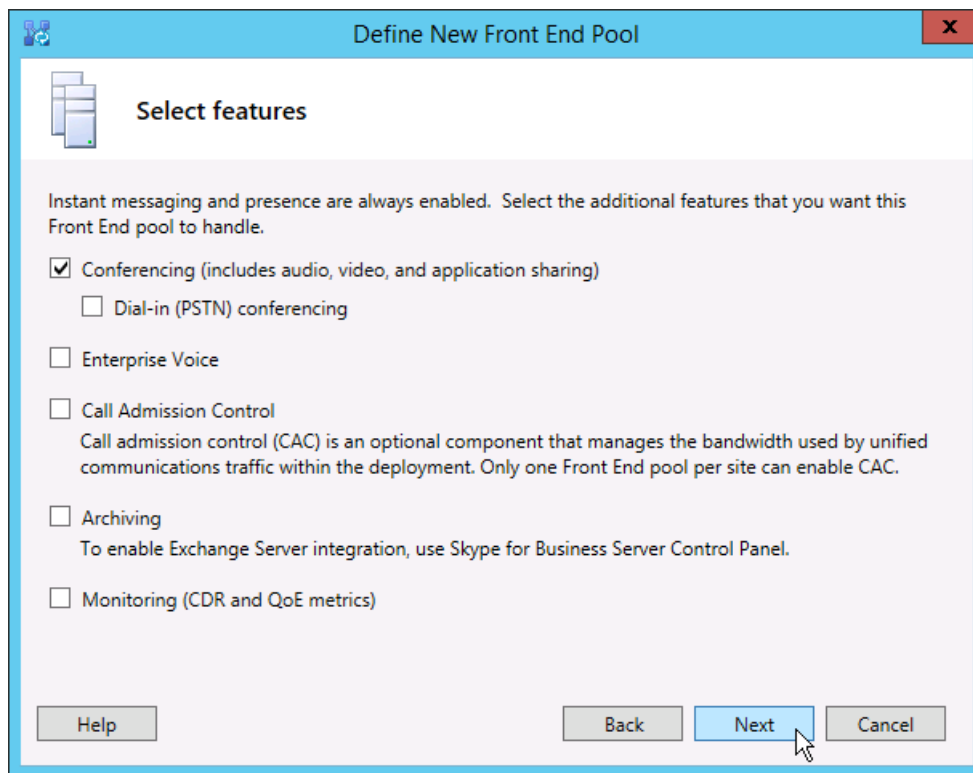 Define New Front End Pool
x
Select features
Instant messaging and presence are always enabled.  Select the additional features that you want this
Front End pool to handle.
Conferencing (includes audio, video, and application sharing)
Dial-in (PSTN) conferencing
Enterprise Voice
Call Admission Control
Call admission control (CAC) is an optional component that manages the bandwidth used by unified
communications traffic within the deployment. Only one Front End pool per site can enable CAC.
Archiving
To enable Exchange Server integration, use Skype for Business Server Control Panel.
Monitoring (CDR and QoE metrics)
Help Back Next Cancel